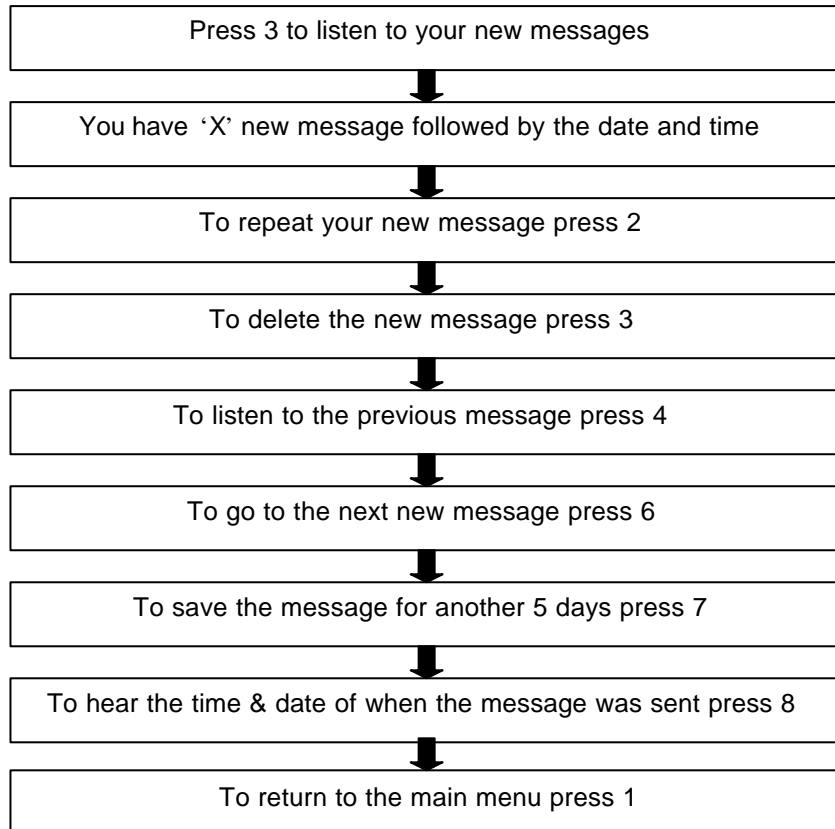 Press 3 to listen to your new messages
You have ‘X’ new message followed by the date and time
To repeat your new message press 2
To delete the new message press 3
To listen to the previous message press 4
To go to the next new message press 6
To save the message for another 5 days press 7
To hear the time & date of when the message was sent press 8
To return to the main menu press 1